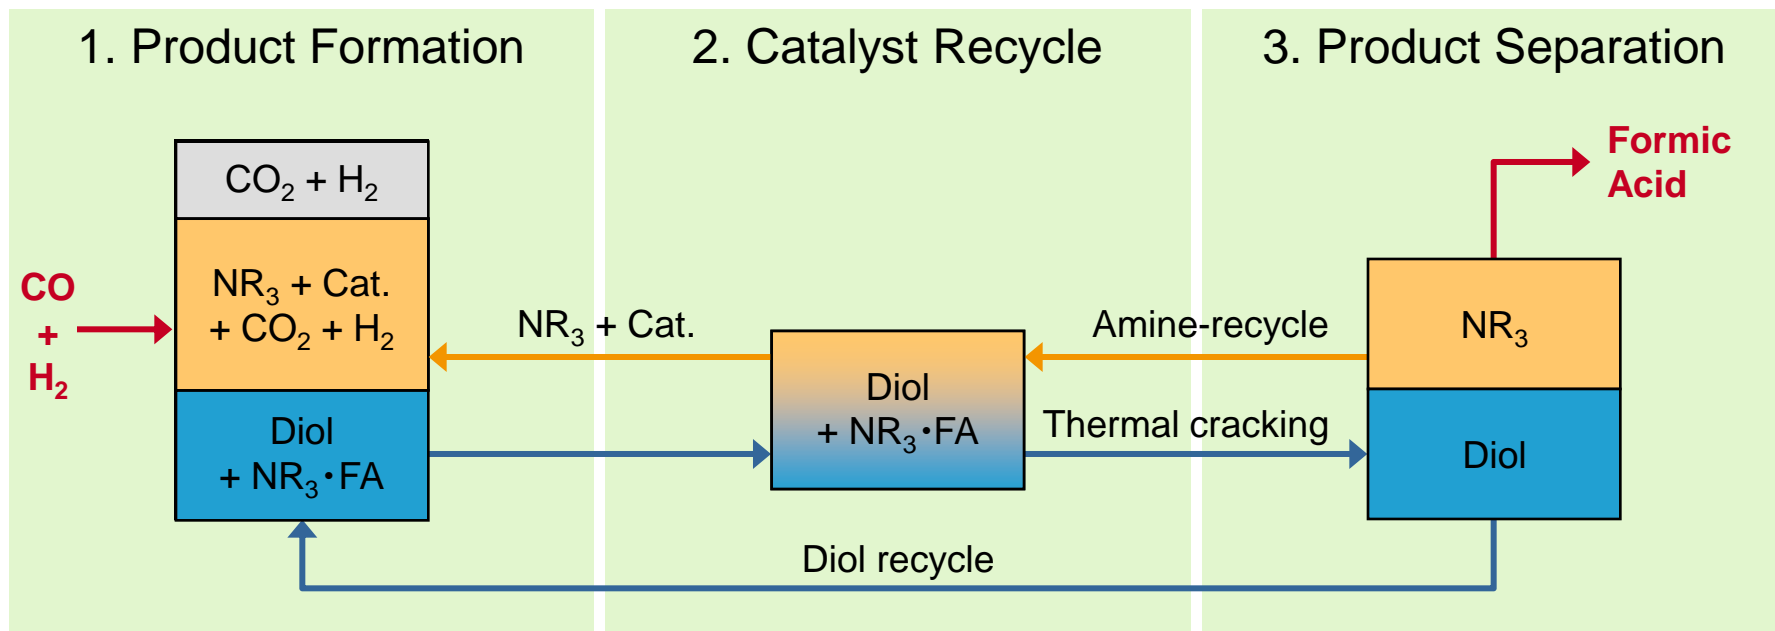 1. Product Formation
2. Catalyst Recycle
3. Product Separation
CO
+
H₂
CO₂ + H₂
NR₃ + Cat.
+ CO₂ + H₂
Diol
+ NR₃·FA
NR₃ + Cat.
Diol
+ NR₃·FA
Amine-recycle
Thermal cracking
Formic
Acid
NR₃
Diol
Diol recycle